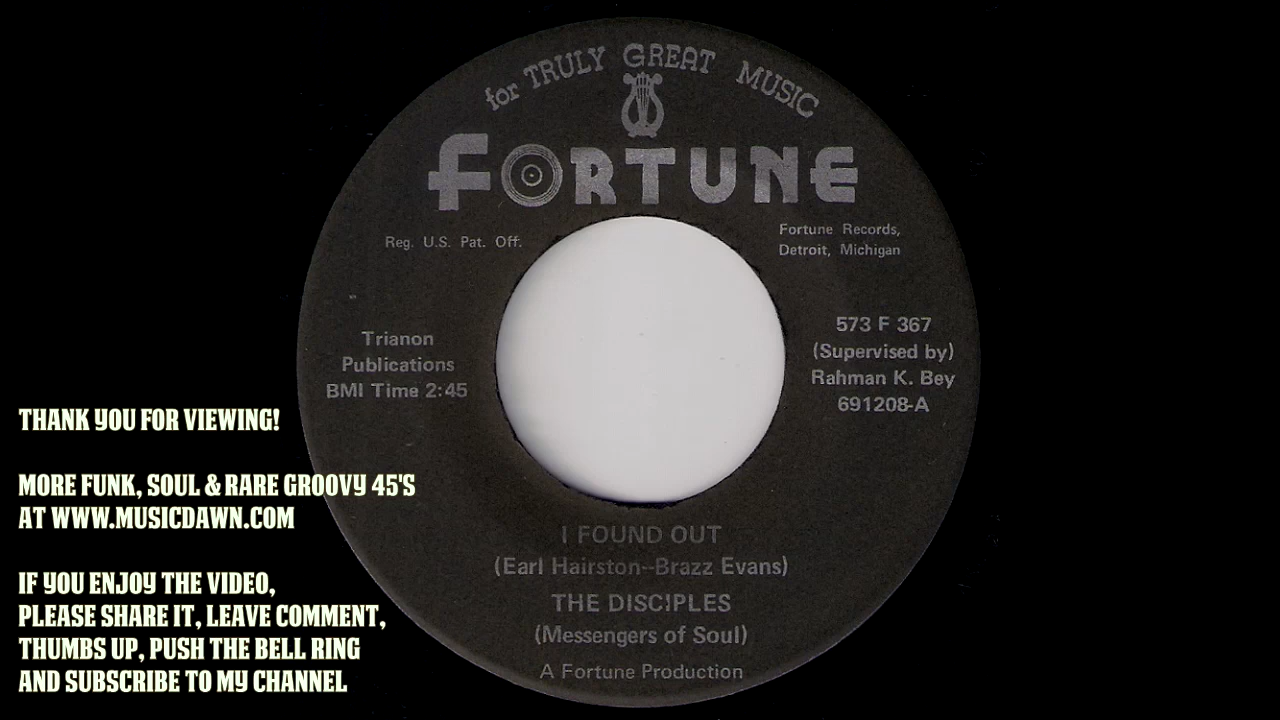 for TRULY GREAT MUSIC
FORTUNE
Reg. U.S. Pat. Off.
Fortune Records,
Detroit, Michigan
Trianon
Publications
BMI Time 2:45
573 F 367
(Supervised by)
Rahman K. Bey
691208-A
I FOUND OUT
(Earl Hairston--Brazz Evans)
THE DISCIPLES
(Messengers of Soul)
A Fortune Production
THANK YOU FOR VIEWING!
MORE FUNK, SOUL & RARE GROOVY 45'S
AT WWW.MUSICDAWN.COM
IF YOU ENJOY THE VIDEO,
PLEASE SHARE IT, LEAVE COMMENT,
THUMBS UP, PUSH THE BELL RING
AND SUBSCRIBE TO MY CHANNEL